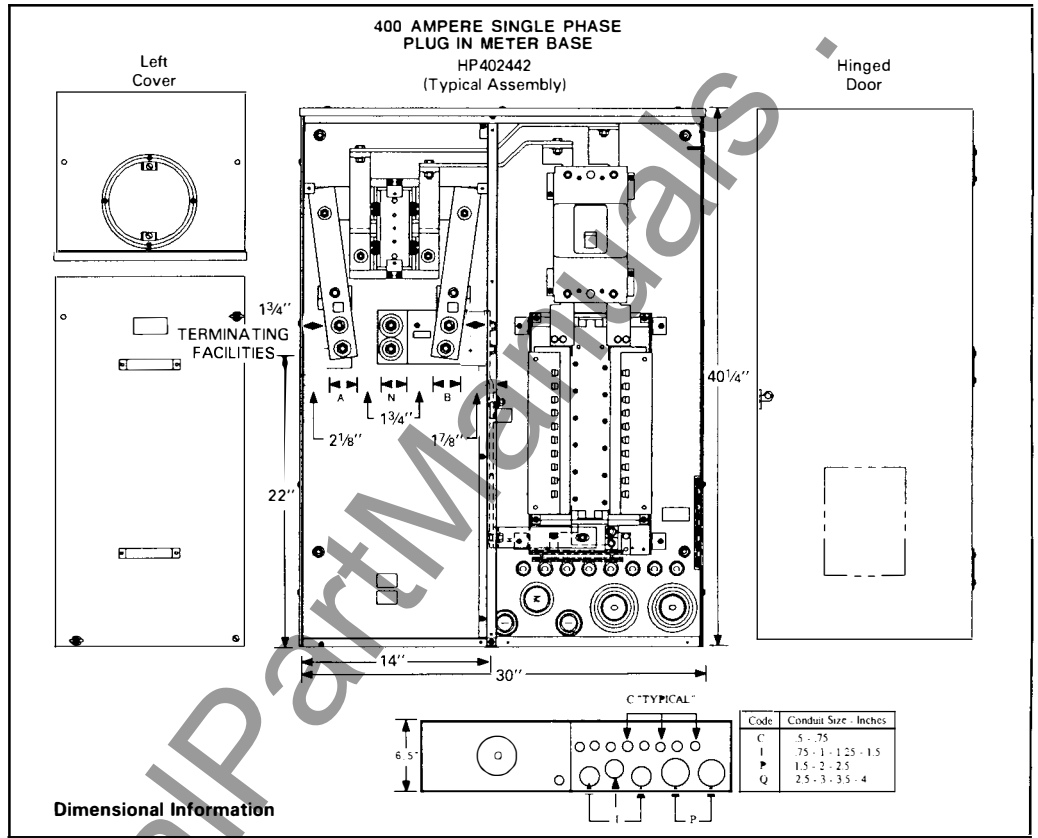 400 AMPERE SINGLE PHASE
PLUG IN METER BASE
HP402442
(Typical Assembly)
Left
Cover
Hinged
Door
1¾''
TERMINATING
FACILITIES
A
N
B
1¾''
2⅛''
1⅞''
22''
40¼''
14''
30''
C "TYPICAL"
6.5"
Q
I
P
Code Conduit Size - Inches
C .5 - .75
I .75 - 1 - 1.25 - 1.5
P 1.5 - 2 - 2.5
Q 2.5 - 3 - 3.5 - 4
Dimensional Information
alPartManuals .